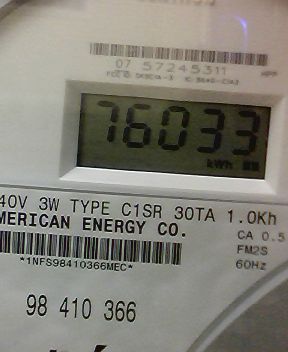 07 57245311
76033
kWh
40V 3W TYPE C1SR 30TA 1.0Kh
MERICAN ENERGY CO.
CA 0.5
FM2S
60Hz
*1NFS98410366MEC*
98 410 366